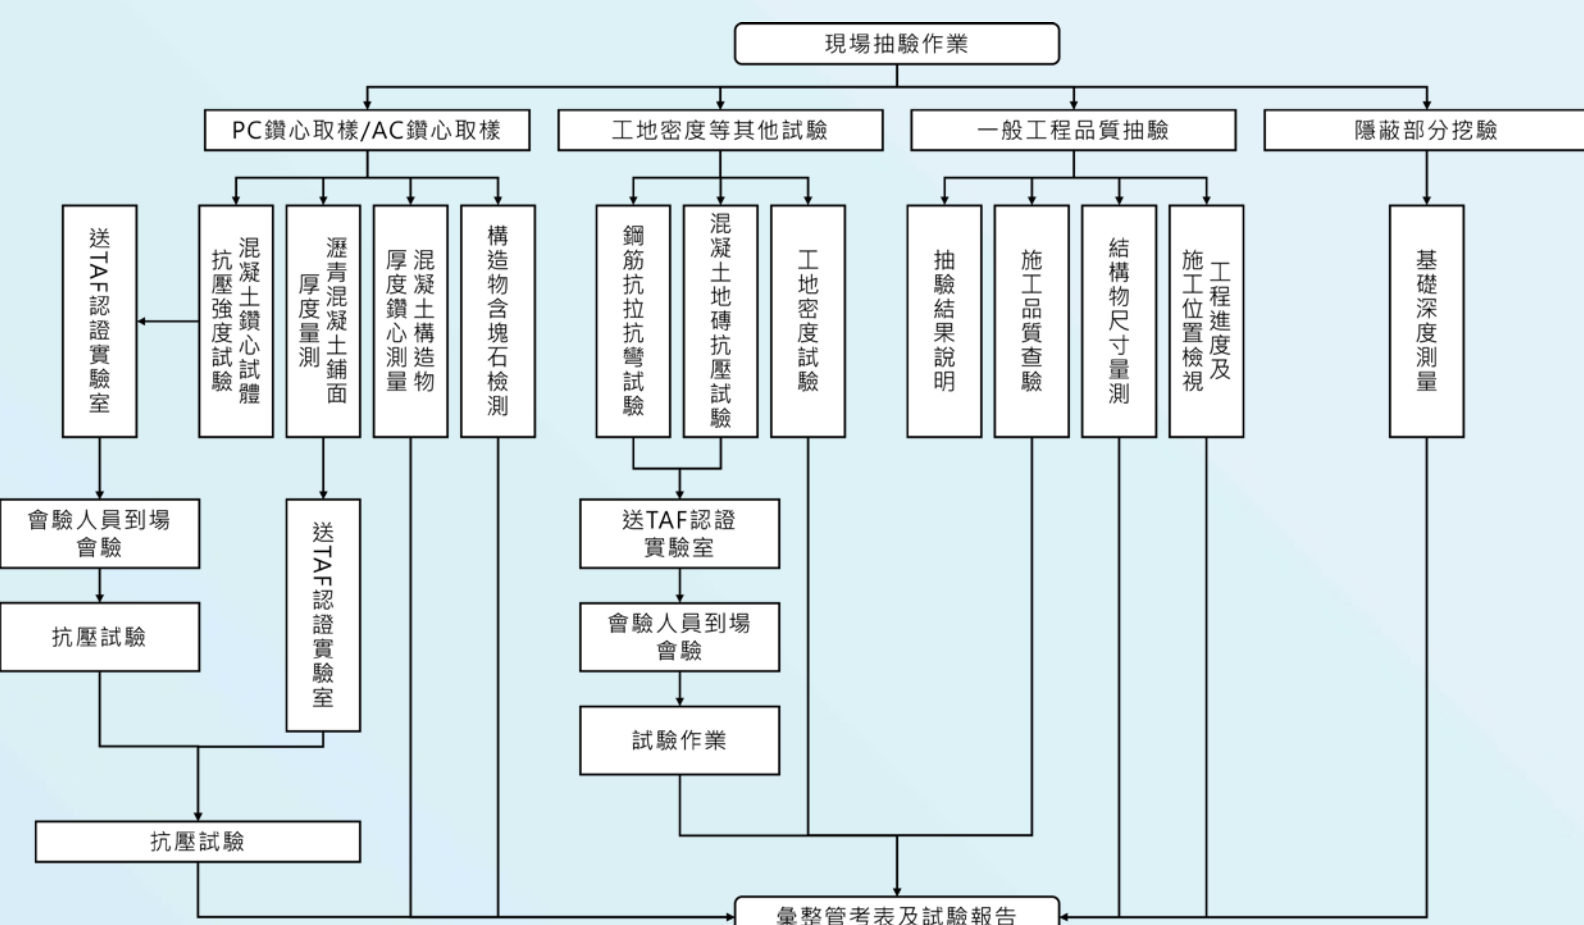 現場抽驗作業
PC鑽心取樣/AC鑽心取樣
工地密度等其他試驗
一般工程品質抽驗
隱蔽部分挖驗
送TAF認證實驗室
混凝土鑽心試體
抗壓強度試驗
瀝青混凝土鋪面
厚度量測
混凝土構造物
厚度鑽心測量
構造物含塊石檢測
鋼筋抗拉抗彎試驗
混凝土地磚抗壓試驗
工地密度試驗
抽驗結果說明
施工品質查驗
結構物尺寸量測
工程進度及
施工位置檢視
基礎深度測量
會驗人員到場
會驗
抗壓試驗
送TAF認證實驗室
送TAF認證
實驗室
會驗人員到場
會驗
試驗作業
抗壓試驗
彙整管考表及試驗報告